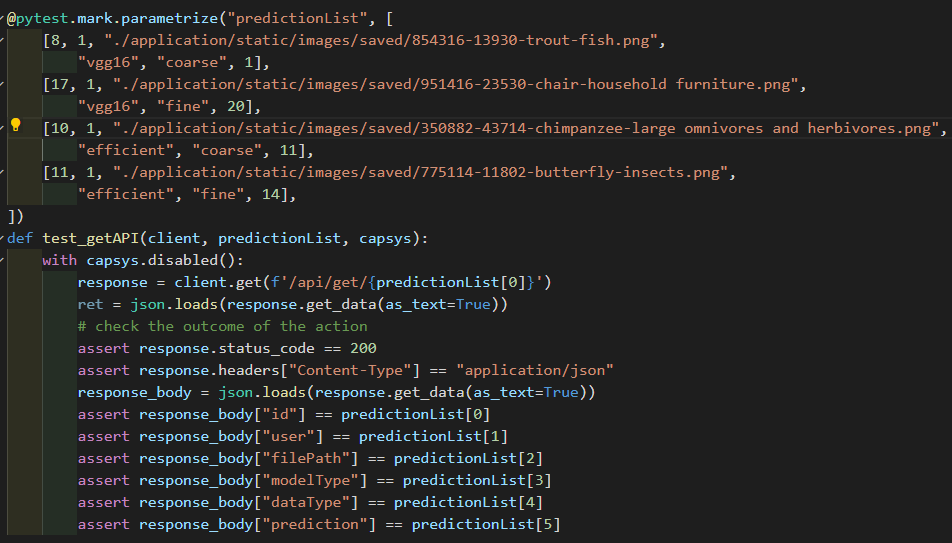 @pytest.mark.parametrize("predictionList", [
    [8, 1, "./application/static/images/saved/854316-13930-trout-fish.png",
        "vgg16", "coarse", 1],
    [17, 1, "./application/static/images/saved/951416-23530-chair-household furniture.png",
        "vgg16", "fine", 20],
    [10, 1, "./application/static/images/saved/350882-43714-chimpanzee-large omnivores and herbivores.png",
        "efficient", "coarse", 11],
    [11, 1, "./application/static/images/saved/775114-11802-butterfly-insects.png",
        "efficient", "fine", 14],
])
def test_getAPI(client, predictionList, capsys):
    with capsys.disabled():
        response = client.get(f'/api/get/{predictionList[0]}')
        ret = json.loads(response.get_data(as_text=True))
        # check the outcome of the action
        assert response.status_code == 200
        assert response.headers["Content-Type"] == "application/json"
        response_body = json.loads(response.get_data(as_text=True))
        assert response_body["id"] == predictionList[0]
        assert response_body["user"] == predictionList[1]
        assert response_body["filePath"] == predictionList[2]
        assert response_body["modelType"] == predictionList[3]
        assert response_body["dataType"] == predictionList[4]
        assert response_body["prediction"] == predictionList[5]